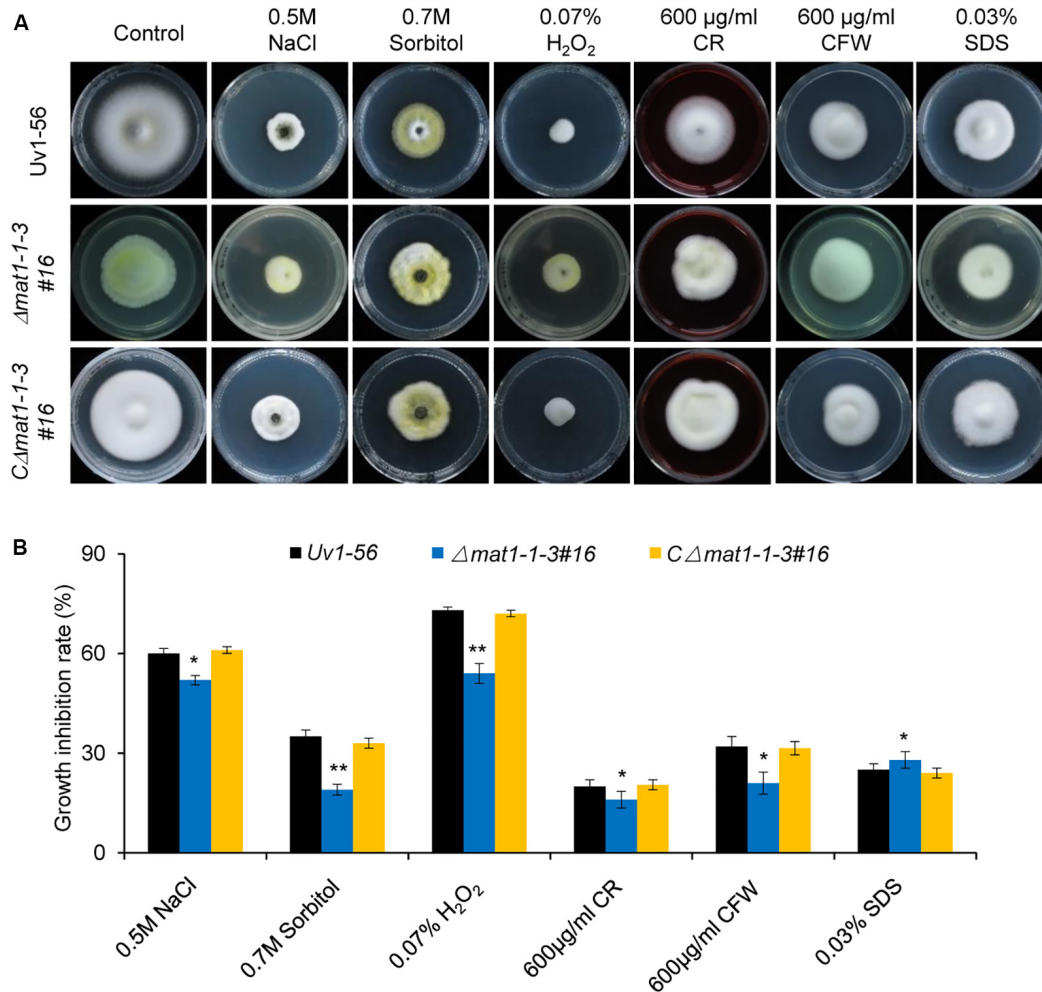 A
Control
0.5M
NaCl
0.7M
Sorbitol
0.07%
H₂O₂
600 µg/ml
CR
600 µg/ml
CFW
0.03%
SDS
Uv1-56
Δmat1-1-3
#16
CΔmat1-1-3
#16
B
Uv1-56
Δmat1-1-3#16
CΔmat1-1-3#16
Growth inhibition rate (%)
90
60
30
0
*
**
**
*
*
*
0.5M NaCl
0.7M Sorbitol
0.07% H₂O₂
600µg/ml CR
600µg/ml CFW
0.03% SDS